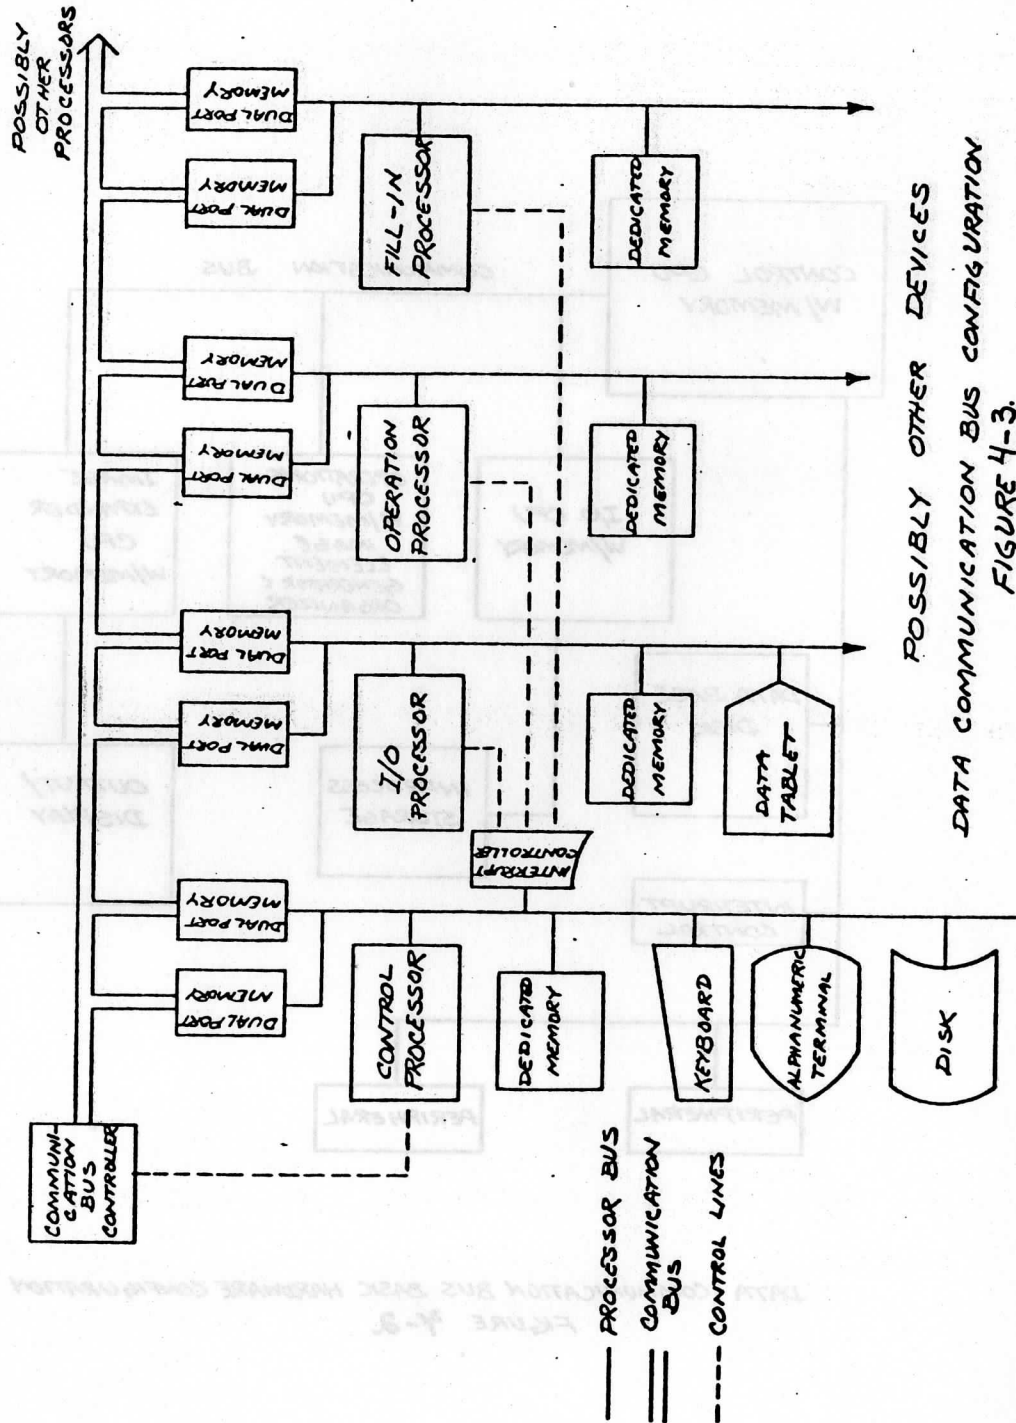 COMMUNI-
CATION
BUS
CONTROLLER
POSSIBLY
OTHER
PROCESSORS
DUAL PORT
MEMORY
DUAL PORT
MEMORY
DUAL PORT
MEMORY
DUAL PORT
MEMORY
DUAL PORT
MEMORY
DUAL PORT
MEMORY
DUAL PORT
MEMORY
DUAL PORT
MEMORY
CONTROL
PROCESSOR
I/O
PROCESSOR
OPERATION
PROCESSOR
FILL-IN
PROCESSOR
INTERRUPT
CONTROLLER
DEDICATED
MEMORY
DEDICATED
MEMORY
DEDICATED
MEMORY
DEDICATED
MEMORY
KEYBOARD
DATA
TABLET
ALPHANUMERIC
TERMINAL
DISK
PROCESSOR BUS
COMMUNICATION
BUS
CONTROL LINES
POSSIBLY OTHER DEVICES
DATA COMMUNICATION BUS CONFIGURATION
FIGURE 4-3.